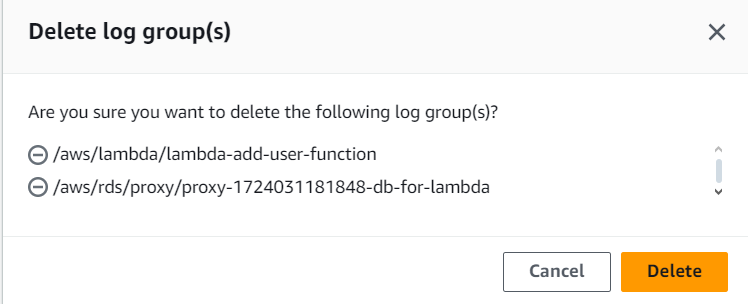 Delete log group(s)
Are you sure you want to delete the following log group(s)?
/aws/lambda/lambda-add-user-function
/aws/rds/proxy/proxy-1724031181848-db-for-lambda
Cancel
Delete